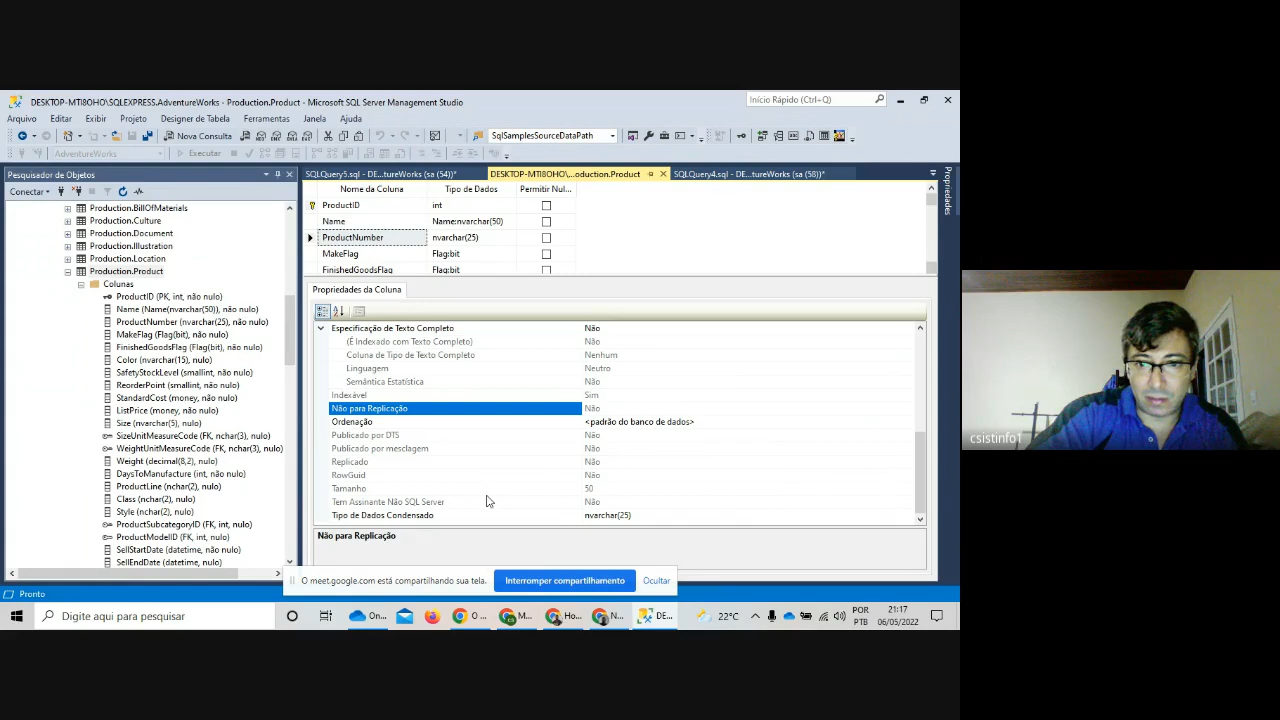 DESKTOP-MTI8OHO\SQLEXPRESS.AdventureWorks - Production.Product - Microsoft SQL Server Management Studio
Início Rápido (Ctrl+Q)
Arquivo Editar Exibir Projeto Designer de Tabela Ferramentas Janela Ajuda
Nova Consulta
SqlSamplesSourceDataPath
AdventureWorks
Executar
Pesquisador de Objetos
Conectar
Production.BillOfMaterials
Production.Culture
Production.Document
Production.Illustration
Production.Location
Production.Product
Colunas
ProductID (PK, int, não nulo)
Name (Name(nvarchar(50)), não nulo)
ProductNumber (nvarchar(25), não nulo)
MakeFlag (Flag(bit), não nulo)
FinishedGoodsFlag (Flag(bit), não nulo)
Color (nvarchar(15), nulo)
SafetyStockLevel (smallint, não nulo)
ReorderPoint (smallint, não nulo)
StandardCost (money, não nulo)
ListPrice (money, não nulo)
Size (nvarchar(5), nulo)
SizeUnitMeasureCode (FK, nchar(3), nulo)
WeightUnitMeasureCode (FK, nchar(3), nulo)
Weight (decimal(8,2), nulo)
DaysToManufacture (int, não nulo)
ProductLine (nchar(2), nulo)
Class (nchar(2), nulo)
Style (nchar(2), nulo)
ProductSubcategoryID (FK, int, nulo)
ProductModelID (FK, int, nulo)
SellStartDate (datetime, não nulo)
SellEndDate (datetime, nulo)
SQLQuery5.sql - DE...tureWorks (sa (54))*
DESKTOP-MTI8OHO\...oduction.Product
SQLQuery4.sql - DE...tureWorks (sa (58))*
Nome da Coluna Tipo de Dados Permitir Nul...
ProductID int
Name Name:nvarchar(50)
ProductNumber nvarchar(25)
MakeFlag Flag:bit
FinishedGoodsFlag Flag:bit
Propriedades da Coluna
Especificação de Texto Completo Não
(É Indexado com Texto Completo) Não
Coluna de Tipo de Texto Completo Nenhum
Linguagem Neutro
Semântica Estatística Não
Indexável Sim
Não para Replicação Não
Ordenação <padrão do banco de dados>
Publicado por DTS Não
Publicado por mesclagem Não
Replicado Não
RowGuid Não
Tamanho 50
Tem Assinante Não SQL Server Não
Tipo de Dados Condensado nvarchar(25)
Não para Replicação
Propriedades
O meet.google.com está compartilhando sua tela. Interromper compartilhamento Ocultar
Pronto
Digite aqui para pesquisar
On... O ... M... Ho... N... DE...
22°C
POR
PTB
21:17
06/05/2022
csistinfo1